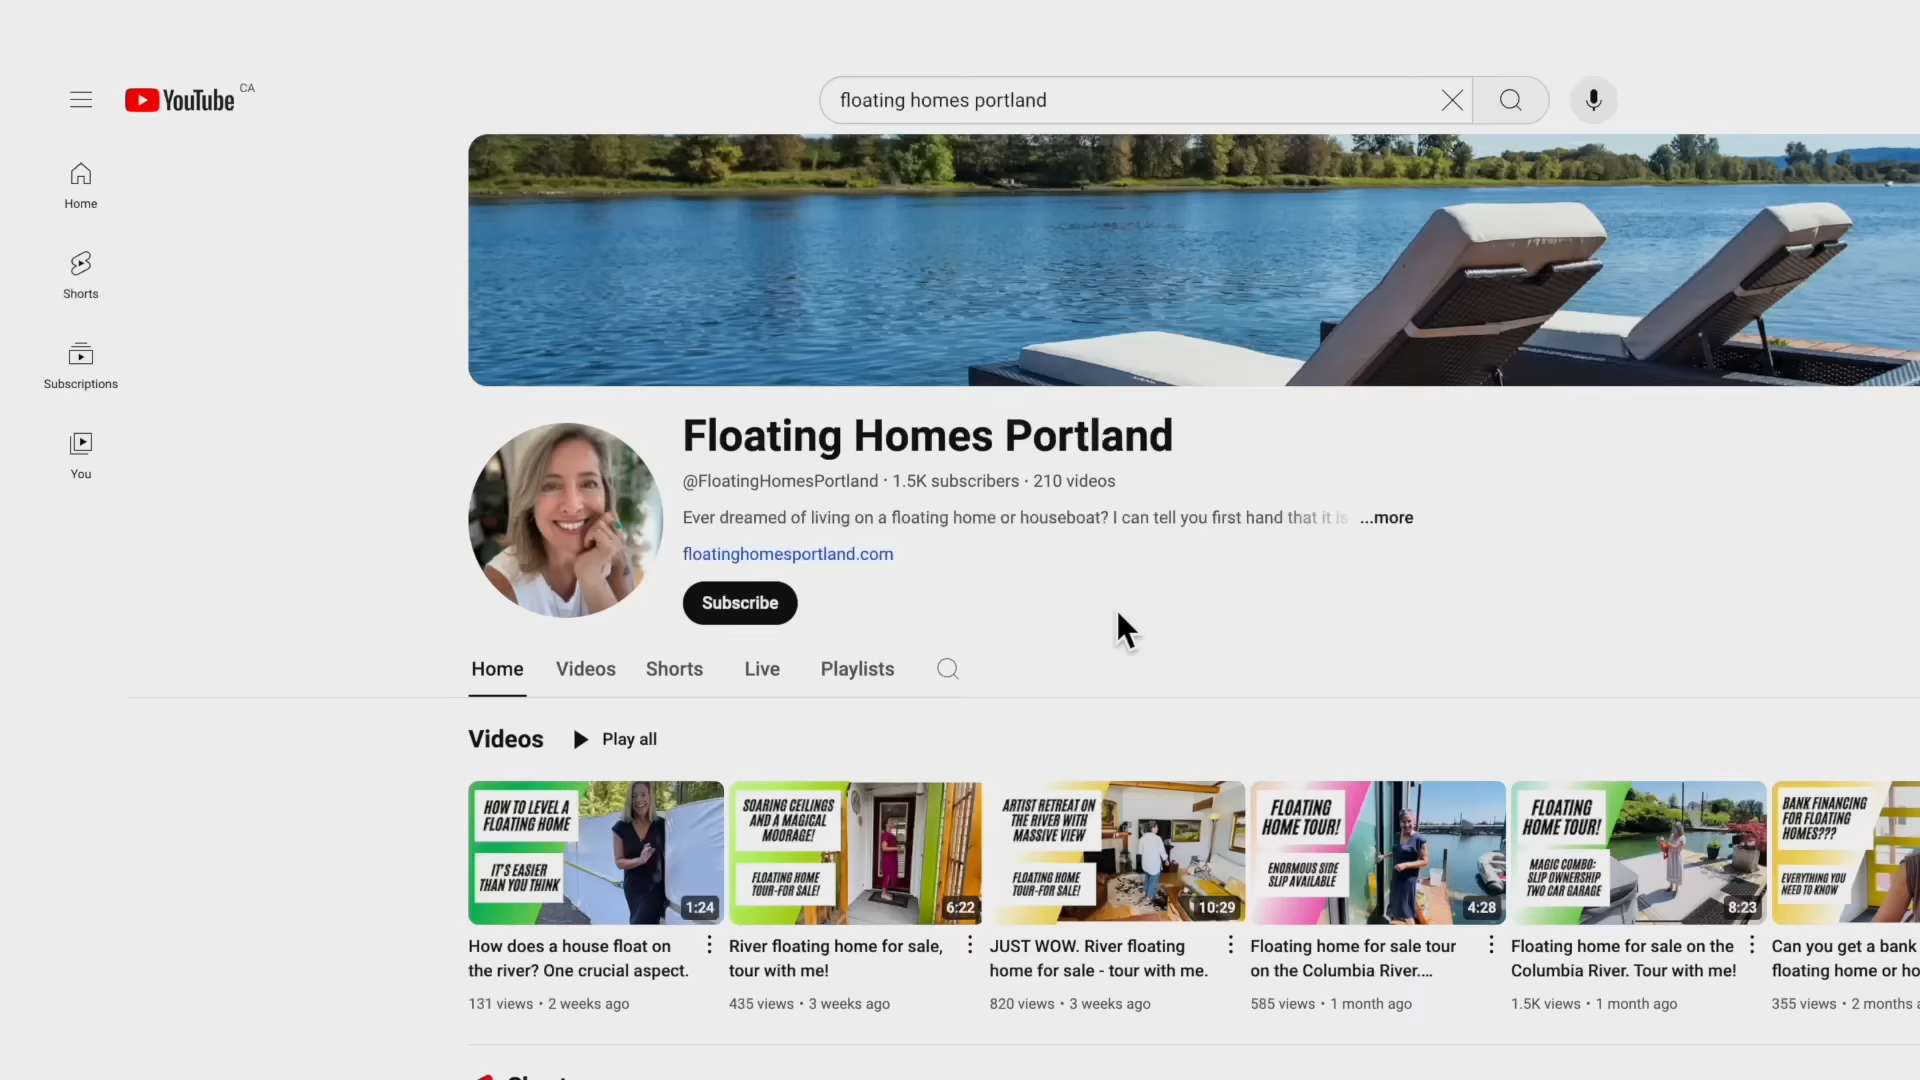 YouTube CA
floating homes portland
Home
Shorts
Subscriptions
You
Floating Homes Portland
@FloatingHomesPortland · 1.5K subscribers · 210 videos
Ever dreamed of living on a floating home or houseboat? I can tell you first hand that it is ...more
floatinghomesportland.com
Subscribe
Home Videos Shorts Live Playlists
Videos Play all
HOW TO LEVEL A
FLOATING HOME
IT'S EASIER
THAN YOU THINK
1:24
SOARING CEILINGS
AND A MAGICAL
MOORAGE!
FLOATING HOME
TOUR-FOR SALE!
6:22
ARTIST RETREAT ON
THE RIVER WITH
MASSIVE VIEW
FLOATING HOME
TOUR-FOR SALE!
10:29
FLOATING
HOME TOUR!
ENORMOUS SIDE
SLIP AVAILABLE
4:28
FLOATING
HOME TOUR!
MAGIC COMBO:
SLIP OWNERSHIP
TWO CAR GARAGE
8:23
BANK FINANCING
FOR FLOATING
HOMES???
EVERYTHING YOU
NEED TO KNOW
How does a house float on
the river? One crucial aspect.
131 views · 2 weeks ago
River floating home for sale,
tour with me!
435 views · 3 weeks ago
JUST WOW. River floating
home for sale - tour with me.
820 views · 3 weeks ago
Floating home for sale tour
on the Columbia River....
585 views · 1 month ago
Floating home for sale on the
Columbia River. Tour with me!
1.5K views · 1 month ago
Can you get a bank
floating home or ho
355 views · 2 months